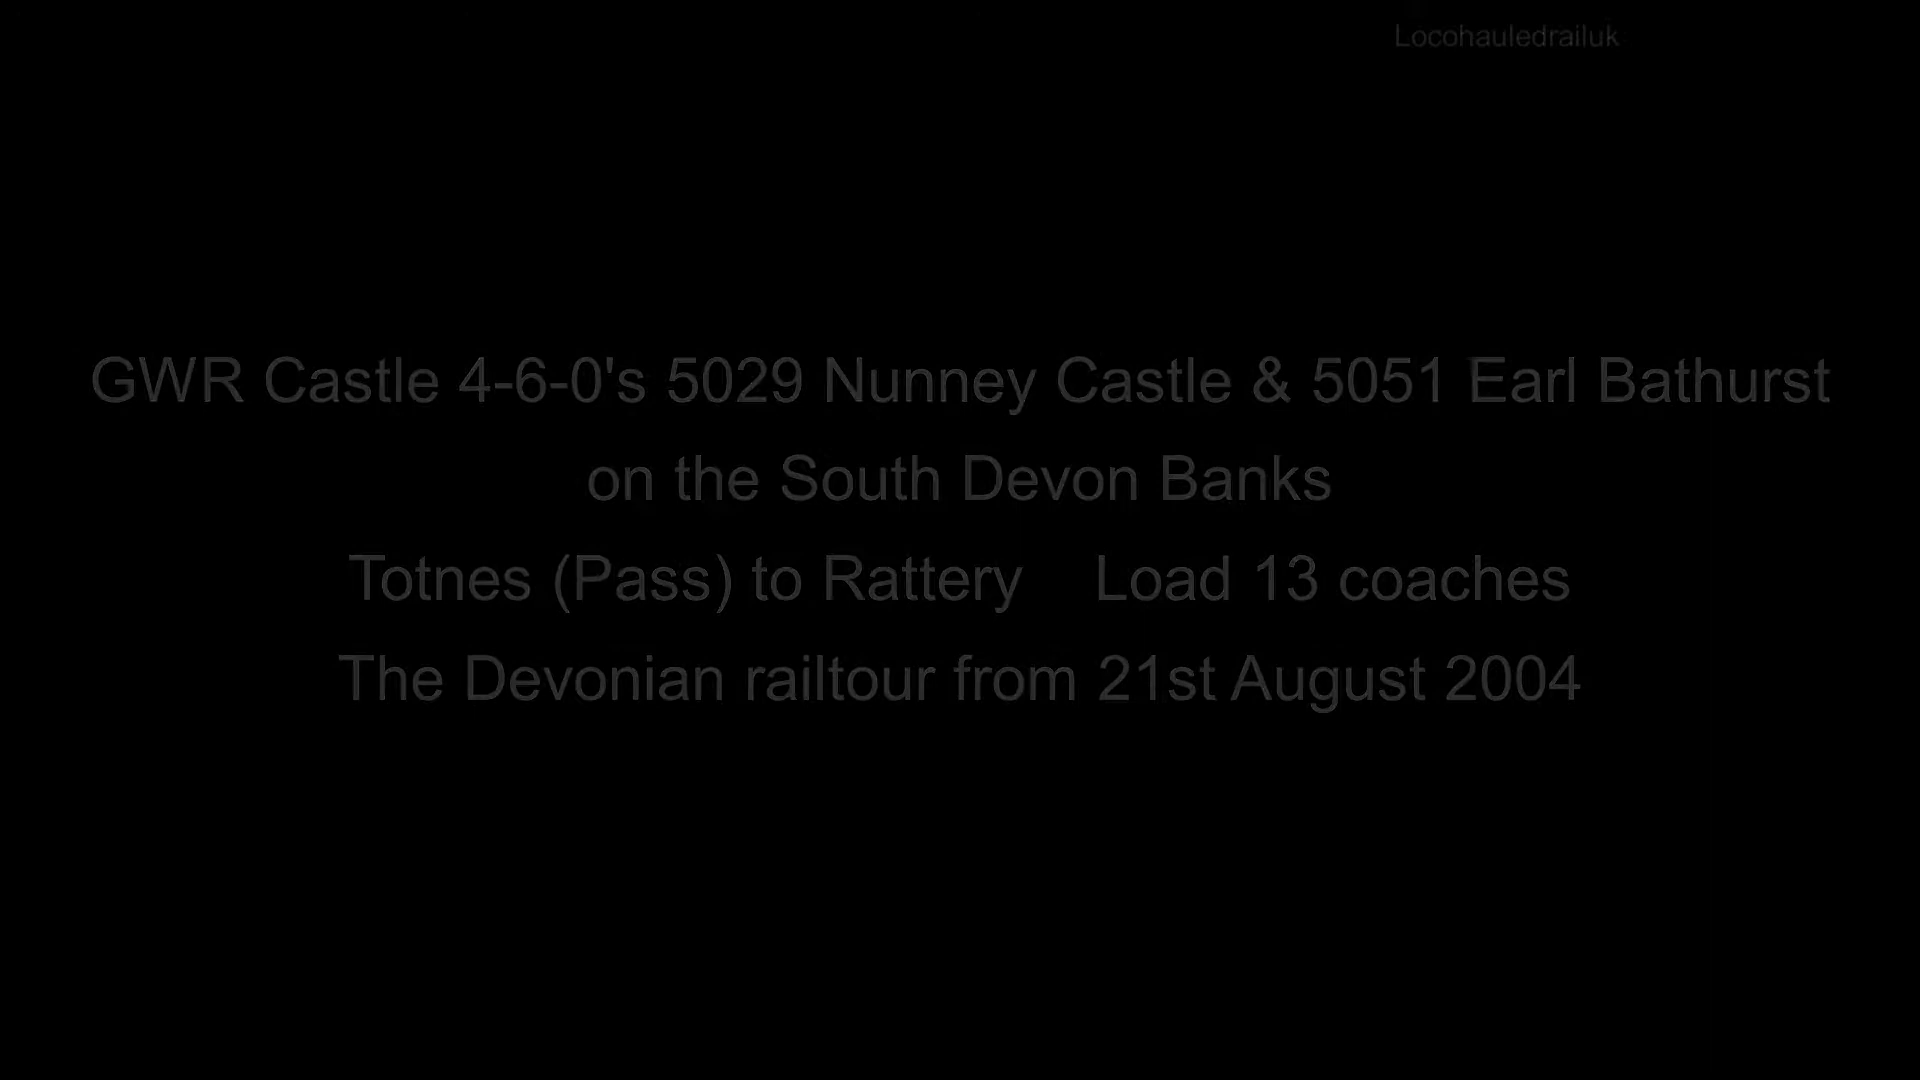 Locohauledrailuk
GWR Castle 4-6-0's 5029 Nunney Castle & 5051 Earl Bathurst
on the South Devon Banks
Totnes (Pass) to Rattery    Load 13 coaches
The Devonian railtour from 21st August 2004